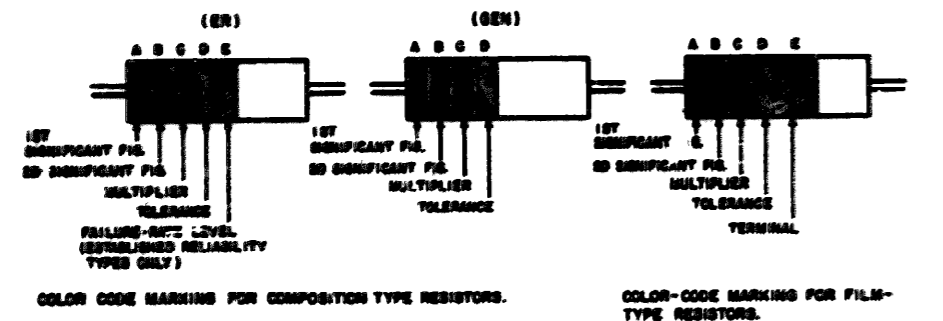 (ER)
A B C D E
1ST
SIGNIFICANT FIG.
2D SIGNIFICANT FIG.
MULTIPLIER
TOLERANCE
FAILURE-RATE LEVEL
(ESTABLISHED RELIABILITY
TYPES ONLY)
(GEN)
A B C D
1ST
SIGNIFICANT FIG.
2D SIGNIFICANT FIG.
MULTIPLIER
TOLERANCE
COLOR CODE MARKING FOR COMPOSITION TYPE RESISTORS.
A B C D E
1ST
SIGNIFICANT G.
2D SIGNIFICANT FIG.
MULTIPLIER
TOLERANCE
TERMINAL
COLOR-CODE MARKING FOR FILM-
TYPE RESISTORS.